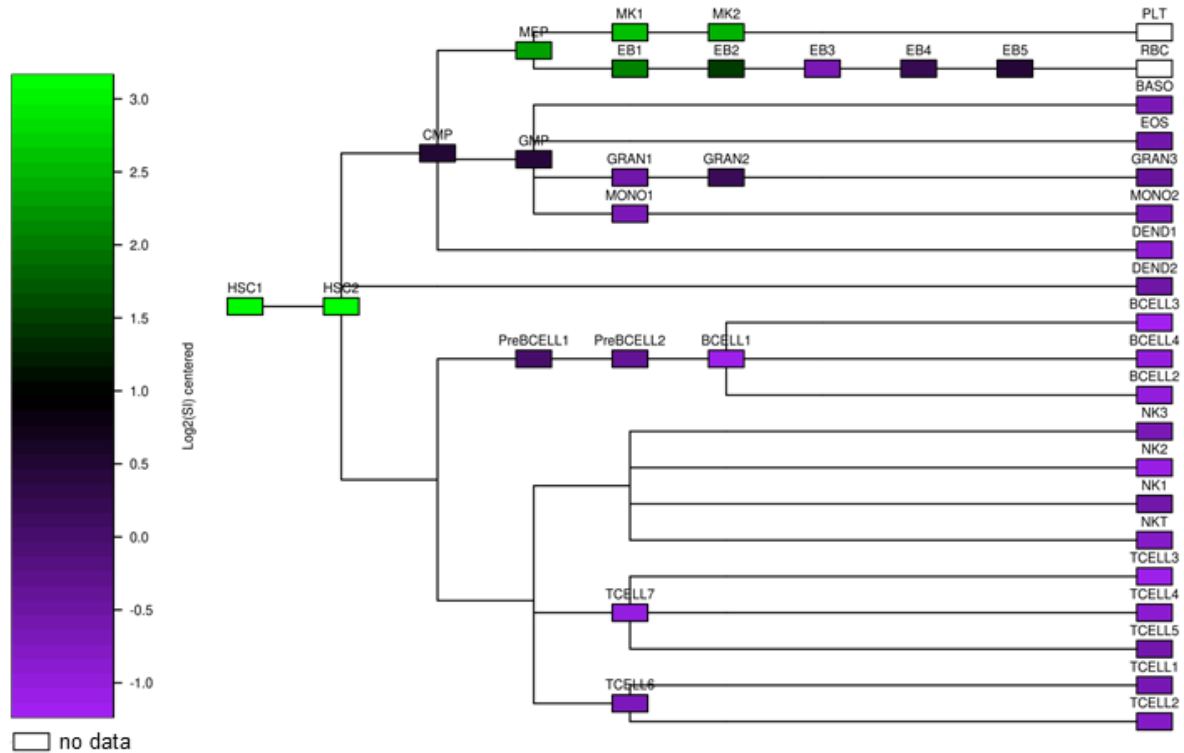 MK1 MK2 PLT
MEP
EB1 EB2 EB3 EB4 EB5 RBC
BASO
3.0
EOS
CMP
GMP
2.5
GRAN1 GRAN2 GRAN3
MONO1 MONO2
DEND1
2.0
DEND2
HSC1 HSC2
BCELL3
1.5
PreBCELL1 PreBCELL2 BCELL1 BCELL4
BCELL2
1.0
Log2(SI) centered
NK3
0.5
NK2
NK1
0.0
NKT
TCELL3
-0.5
TCELL7 TCELL4
TCELL5
-1.0
TCELL6 TCELL1
TCELL2
no data